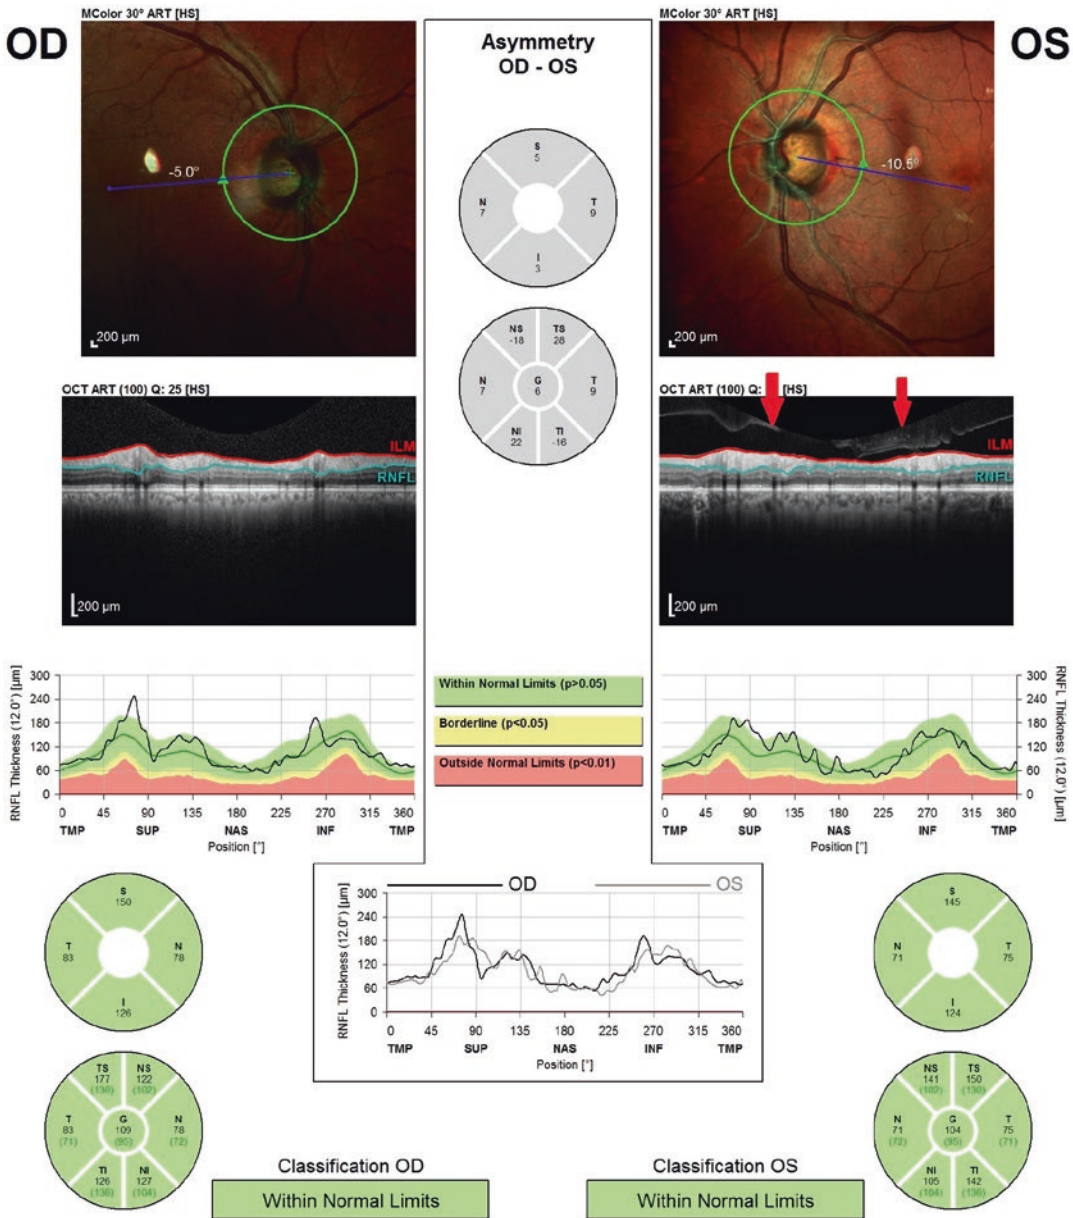 MColor 30° ART [HS]
OD
-5.0°
200 µm
OCT ART (100) Q: 25 [HS]
ILM
RNFL
200 µm
Asymmetry
OD - OS
S
5
N
7
T
9
I
3
NS
-18
TS
28
N
7
G
6
T
9
NI
22
TI
-16
MColor 30° ART [HS]
OS
-10.5°
200 µm
OCT ART (100) Q: [HS]
ILM
RNFL
200 µm
RNFL Thickness (12.0°) [µm]
300
240
180
120
60
0
0 45 90 135 180 225 270 315 360
TMP SUP NAS INF TMP
Position [°]
Within Normal Limits (p>0.05)
Borderline (p<0.05)
Outside Normal Limits (p<0.01)
300
240
180
120
60
0
RNFL Thickness (12.0°) [µm]
0 45 90 135 180 225 270 315 360
TMP SUP NAS INF TMP
Position [°]
S
150
T
83
N
78
I
126
OD OS
RNFL Thickness (12.0°) [µm]
300
240
180
120
60
0
0 45 90 135 180 225 270 315 360
TMP SUP NAS INF TMP
Position [°]
S
145
N
71
T
75
I
124
TS
177
(130)
NS
122
(102)
T
83
(71)
G
109
(95)
N
78
(72)
TI
126
(136)
NI
127
(104)
Classification OD
Within Normal Limits
Classification OS
Within Normal Limits
NS
141
(102)
TS
150
(130)
N
71
(72)
G
104
(95)
T
75
(71)
NI
105
(104)
TI
142
(136)